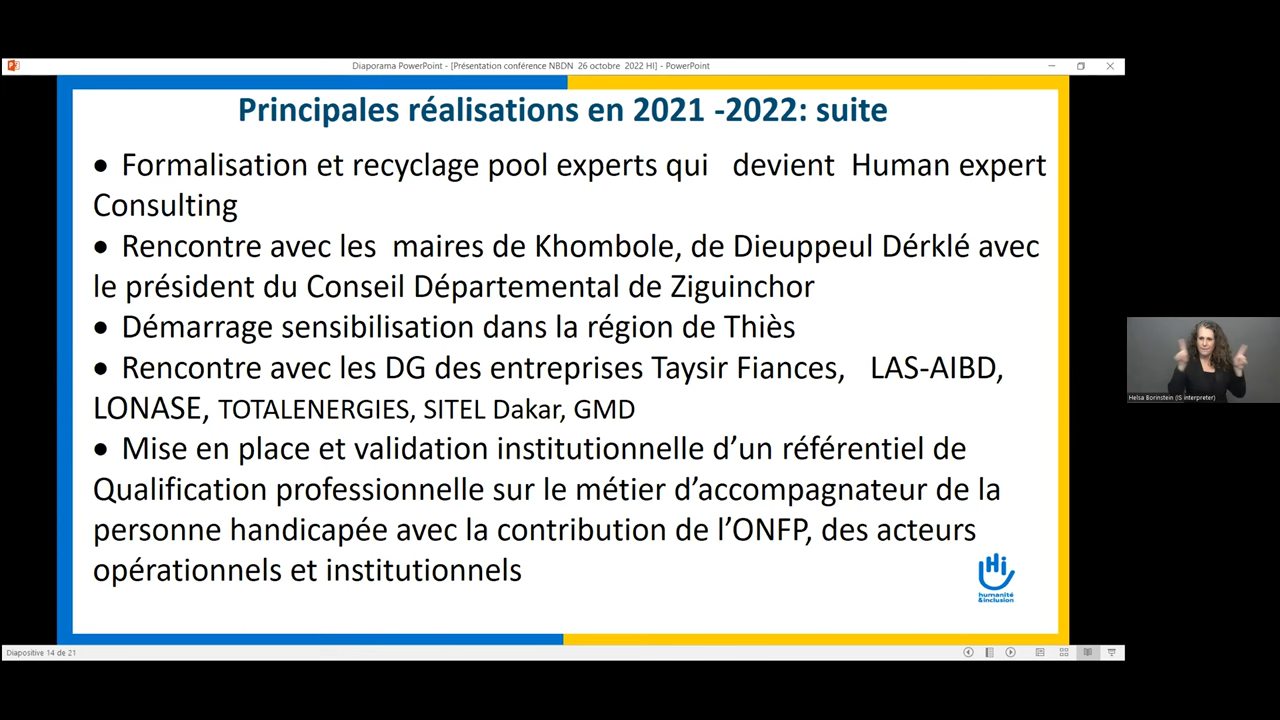 Diaporama PowerPoint - [Présentation conférence NBDN 26 octobre 2022 HI] - PowerPoint
Principales réalisations en 2021 -2022: suite
• Formalisation et recyclage pool experts qui devient Human expert
Consulting
• Rencontre avec les maires de Khombole, de Dieuppeul Dérklé avec
le président du Conseil Départemental de Ziguinchor
• Démarrage sensibilisation dans la région de Thiès
• Rencontre avec les DG des entreprises Taysir Fiances, LAS-AIBD,
LONASE, TOTALENERGIES, SITEL Dakar, GMD
• Mise en place et validation institutionnelle d’un référentiel de
Qualification professionnelle sur le métier d’accompagnateur de la
personne handicapée avec la contribution de l’ONFP, des acteurs
opérationnels et institutionnels
Hi
humanité
&inclusion
Helsa Borinstein (IS interpreter)
Diapositive 14 de 21